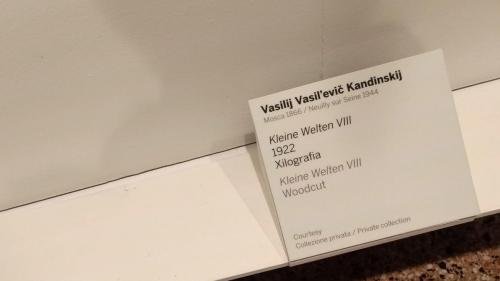 Vasilij Vasil'evič Kandinskij
Mosca 1866 / Neuilly sur Seine 1944
Kleine Welten VIII
1922
Xilografia
Kleine Welten VIII
Woodcut
Courtesy
Collezione privata / Private collection